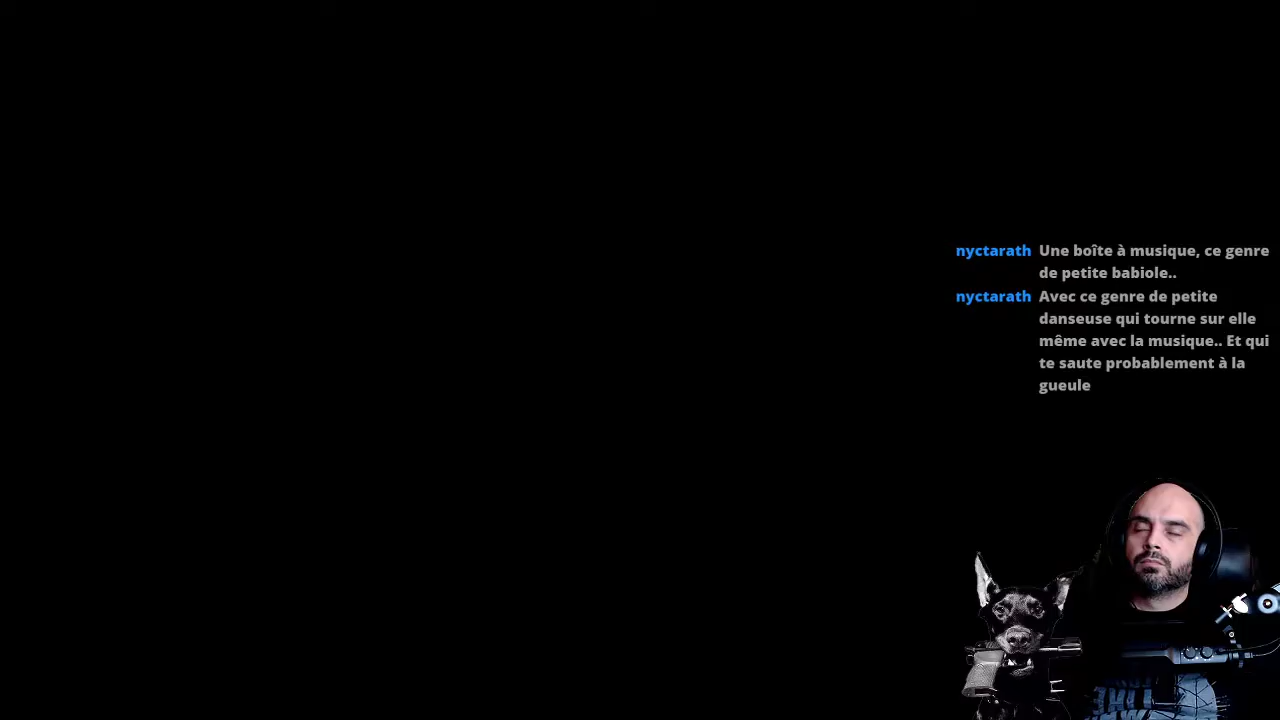 nyctarath Une boîte à musique, ce genre
de petite babiole..
nyctarath Avec ce genre de petite
danseuse qui tourne sur elle
même avec la musique.. Et qui
te saute probablement à la
gueule